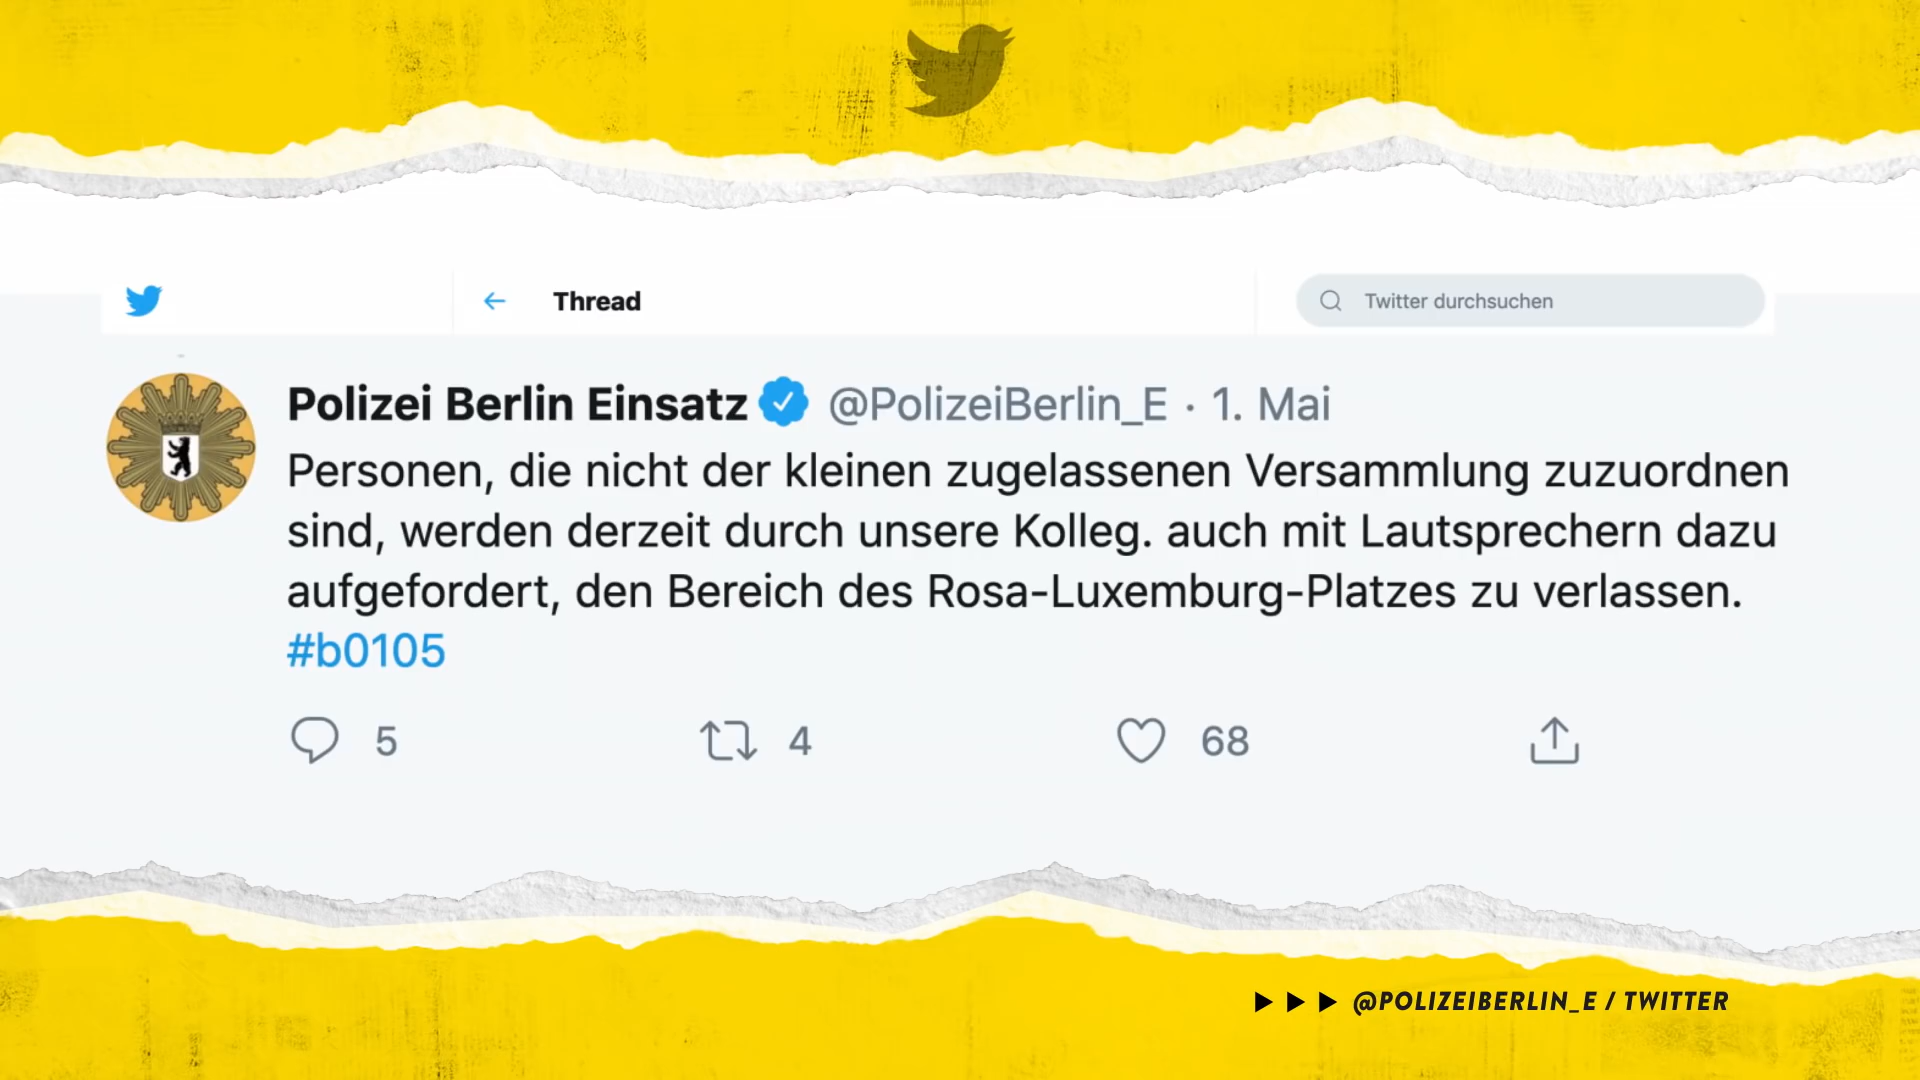 Thread
Twitter durchsuchen
Polizei Berlin Einsatz @PolizeiBerlin_E · 1. Mai
Personen, die nicht der kleinen zugelassenen Versammlung zuzuordnen
sind, werden derzeit durch unsere Kolleg. auch mit Lautsprechern dazu
aufgefordert, den Bereich des Rosa-Luxemburg-Platzes zu verlassen.
#b0105
5 4 68
@POLIZEIBERLIN_E / TWITTER